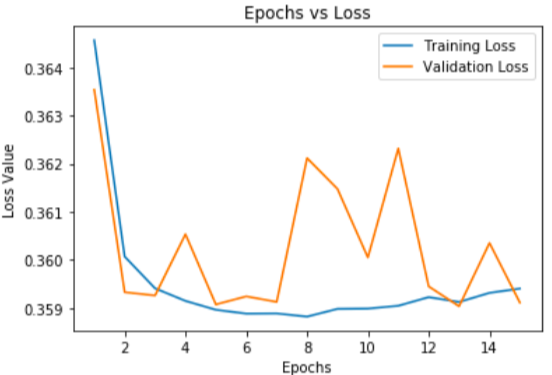 Epochs vs Loss
Training Loss
Validation Loss
0.364
0.363
0.362
0.361
0.360
0.359
Loss Value
2 4 6 8 10 12 14
Epochs